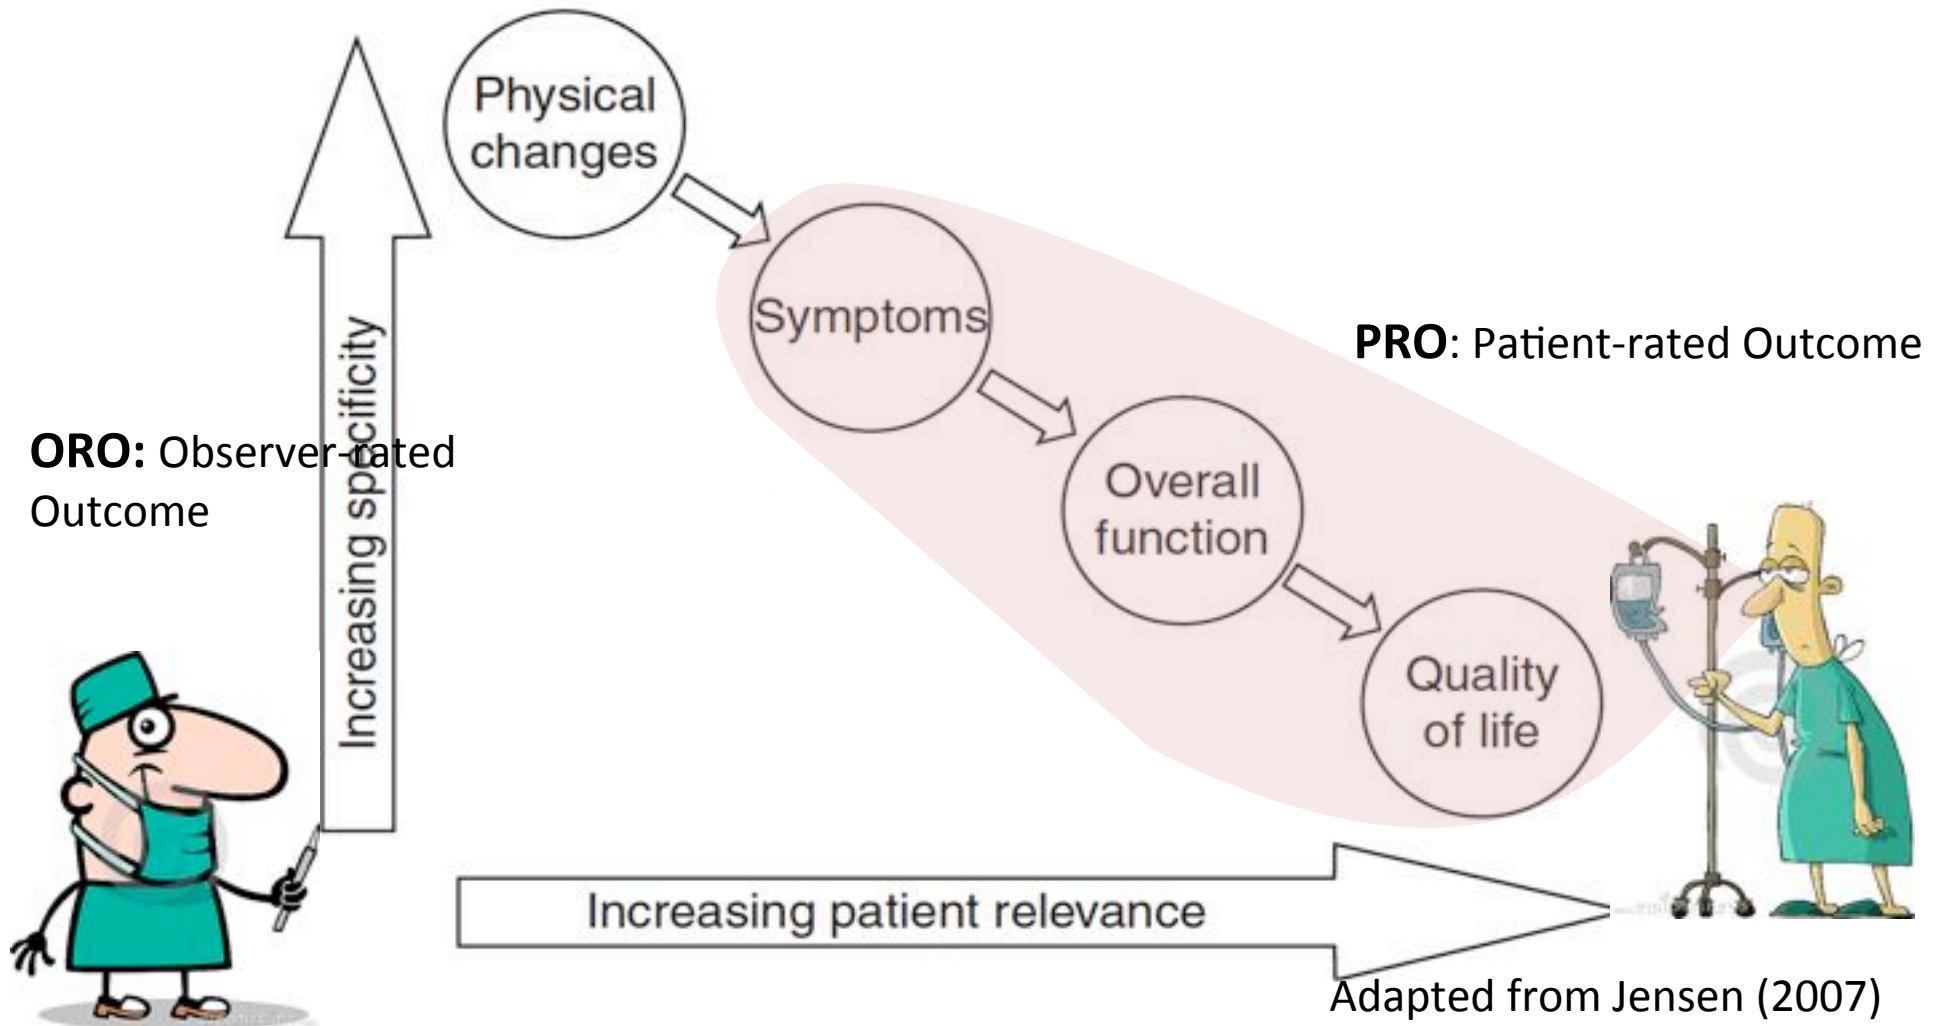 Physical
changes
Symptoms
PRO: Patient-rated Outcome
Increasing specificity
ORO: Observer-rated
Outcome
Overall
function
Quality
of life
Increasing patient relevance
Adapted from Jensen (2007)